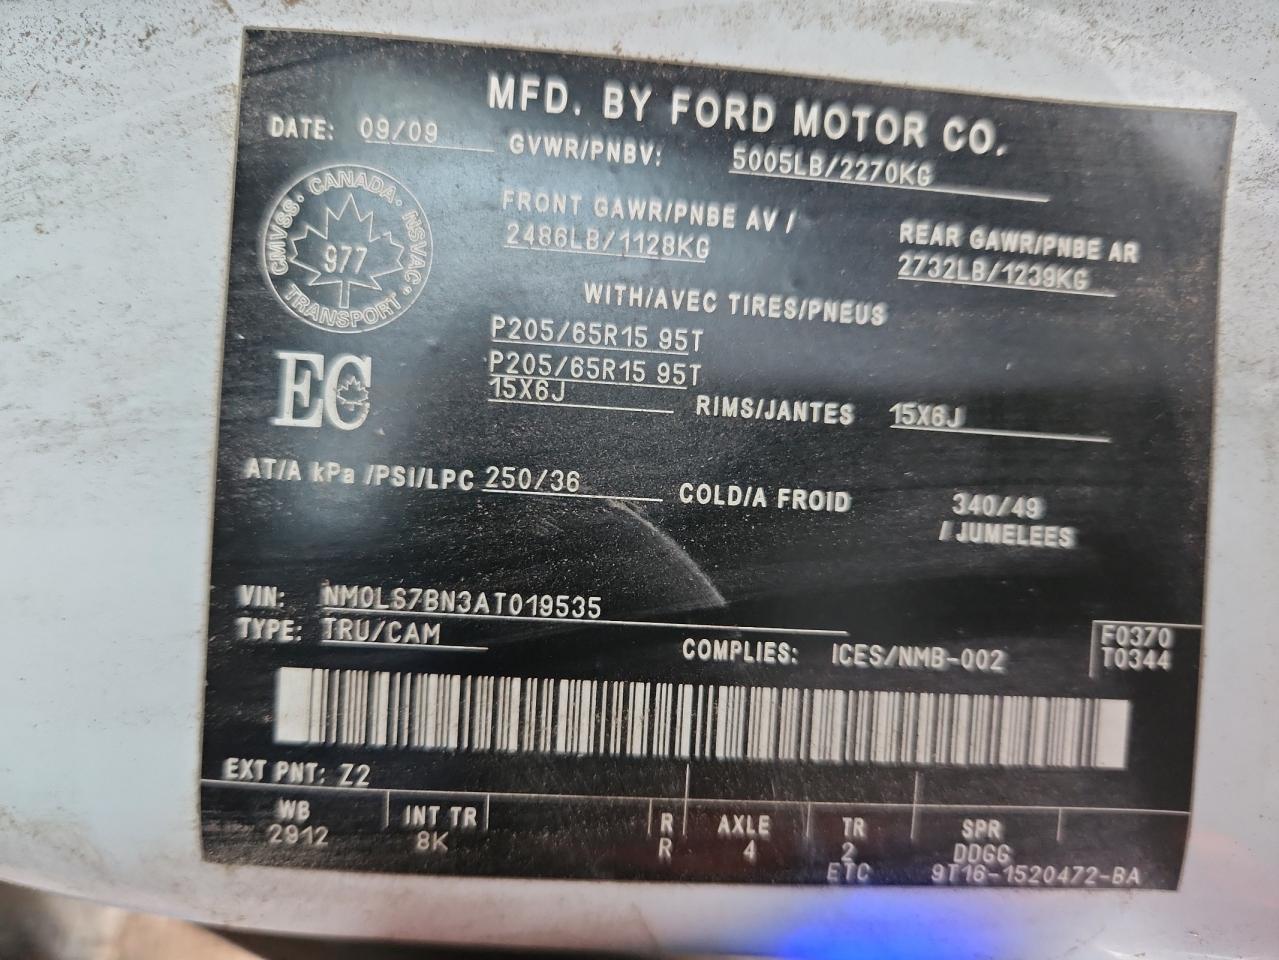 MFD. BY FORD MOTOR CO.
DATE: 09/09 GVWR/PNBV: 5005LB/2270KG
CMVSS · CANADA · NSVAC · TRANSPORT
977
FRONT GAWR/PNBE AV / REAR GAWR/PNBE AR
2486LB/1128KG 2732LB/1239KG
WITH/AVEC TIRES/PNEUS
P205/65R15 95T
P205/65R15 95T
15X6J RIMS/JANTES 15X6J
EC
AT/A kPa /PSI/LPC 250/36 COLD/A FROID 340/49
/ JUMELEES
VIN: NM0LS7BN3AT019535
TYPE: TRU/CAM COMPLIES: ICES/NMB-002
F0370
T0344
EXT PNT: Z2
WB INT TR R AXLE TR SPR
2912 8K R 4 2 DDGG
ETC 9T16-1520472-BA